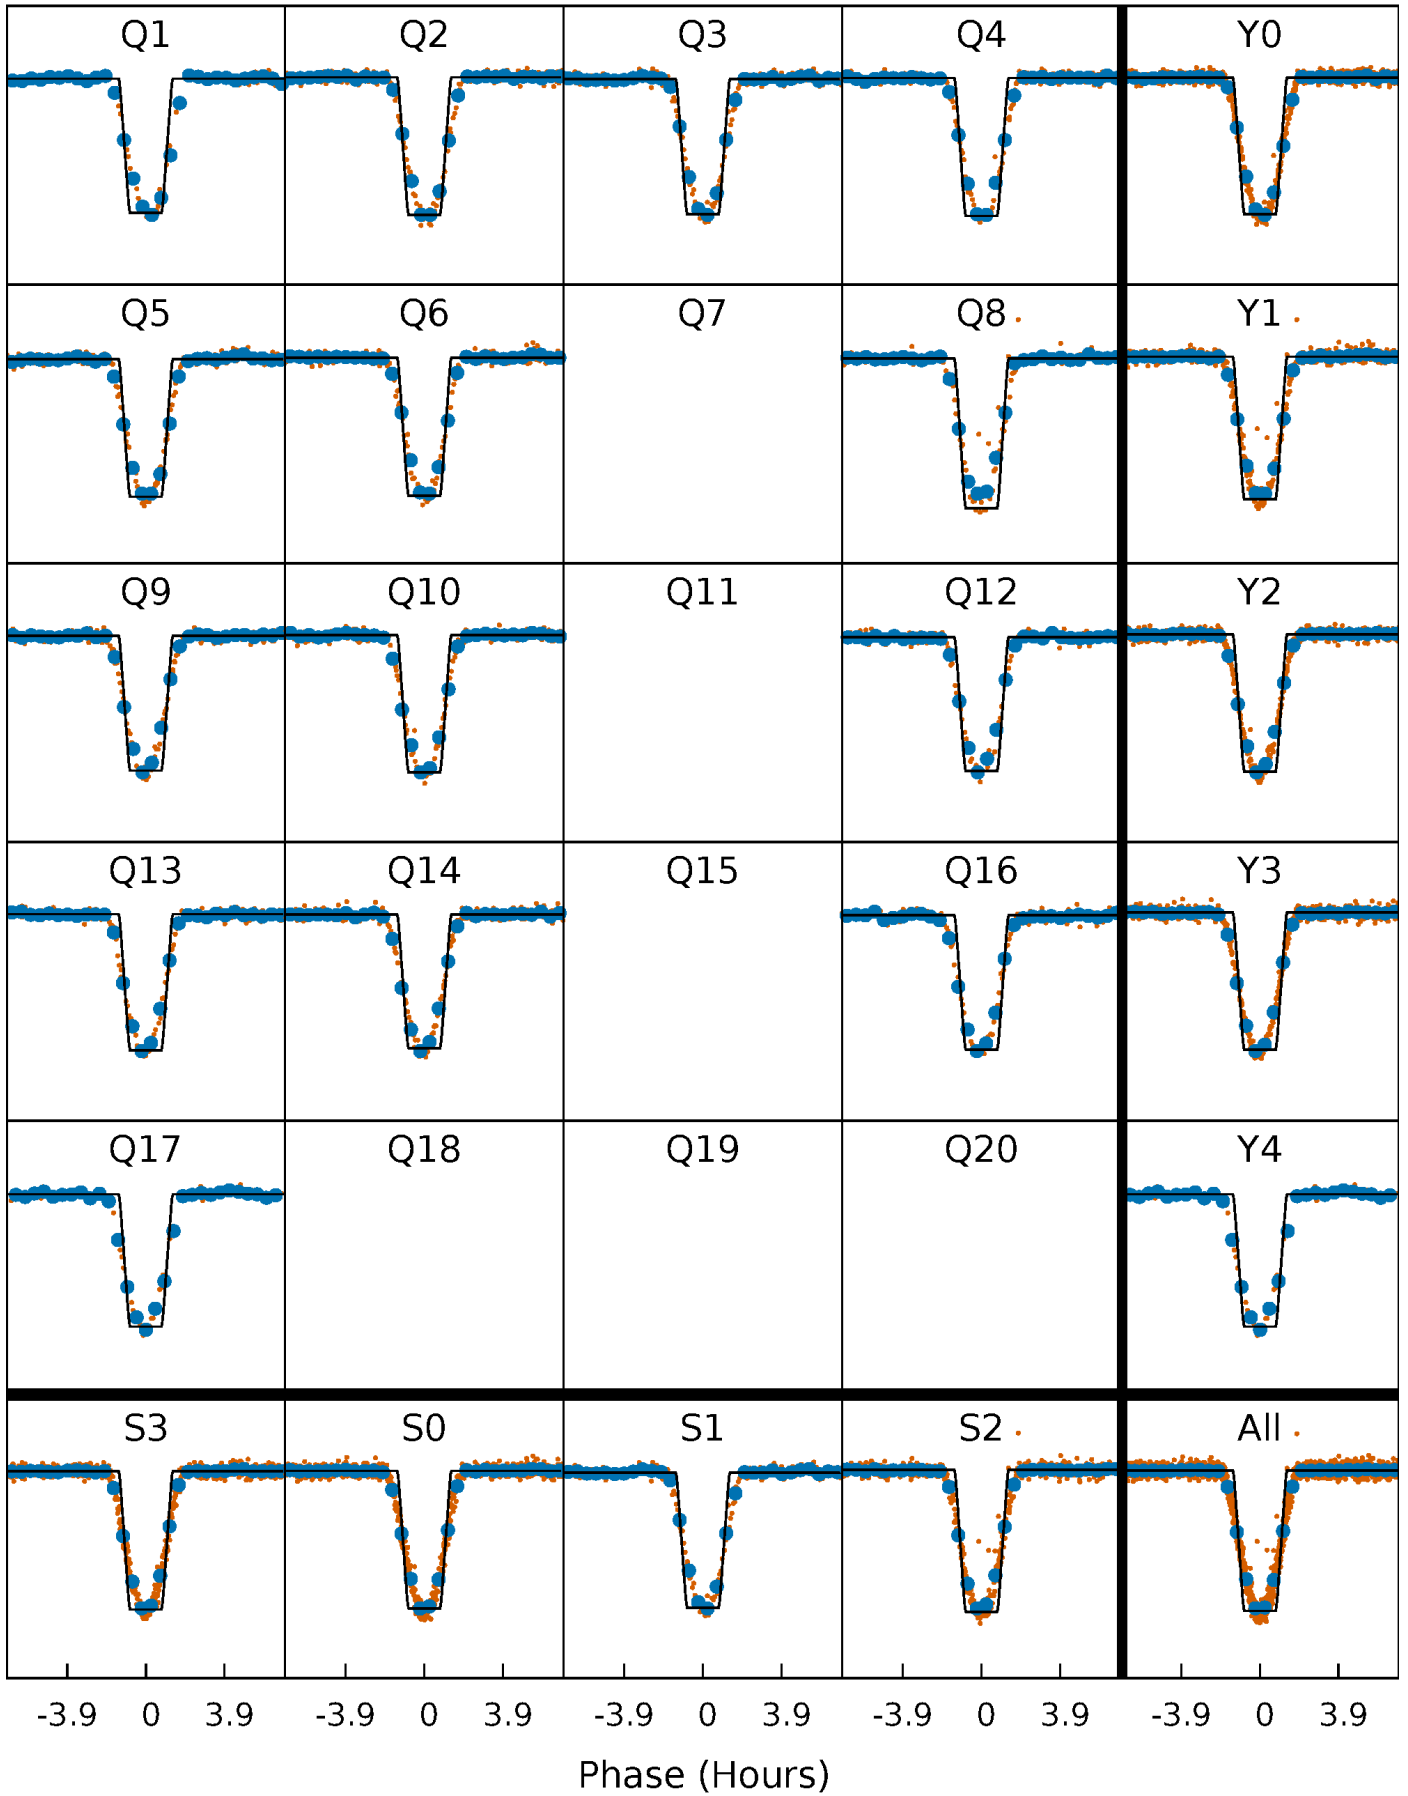 Q1 Q2 Q3 Q4 Y0
Q5 Q6 Q7 Q8 Y1
Q9 Q10 Q11 Q12 Y2
Q13 Q14 Q15 Q16 Y3
Q17 Q18 Q19 Q20 Y4
S3 S0 S1 S2 All
-3.9 0 3.9 -3.9 0 3.9 -3.9 0 3.9 -3.9 0 3.9 -3.9 0 3.9
Phase (Hours)